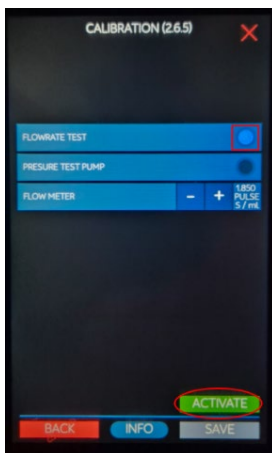 CALIBRATION (2.6.5)
FLOWRATE TEST
PRESURE TEST PUMP
FLOW METER - + 1.850
PULSE
S / mL
ACTIVATE
BACK INFO SAVE